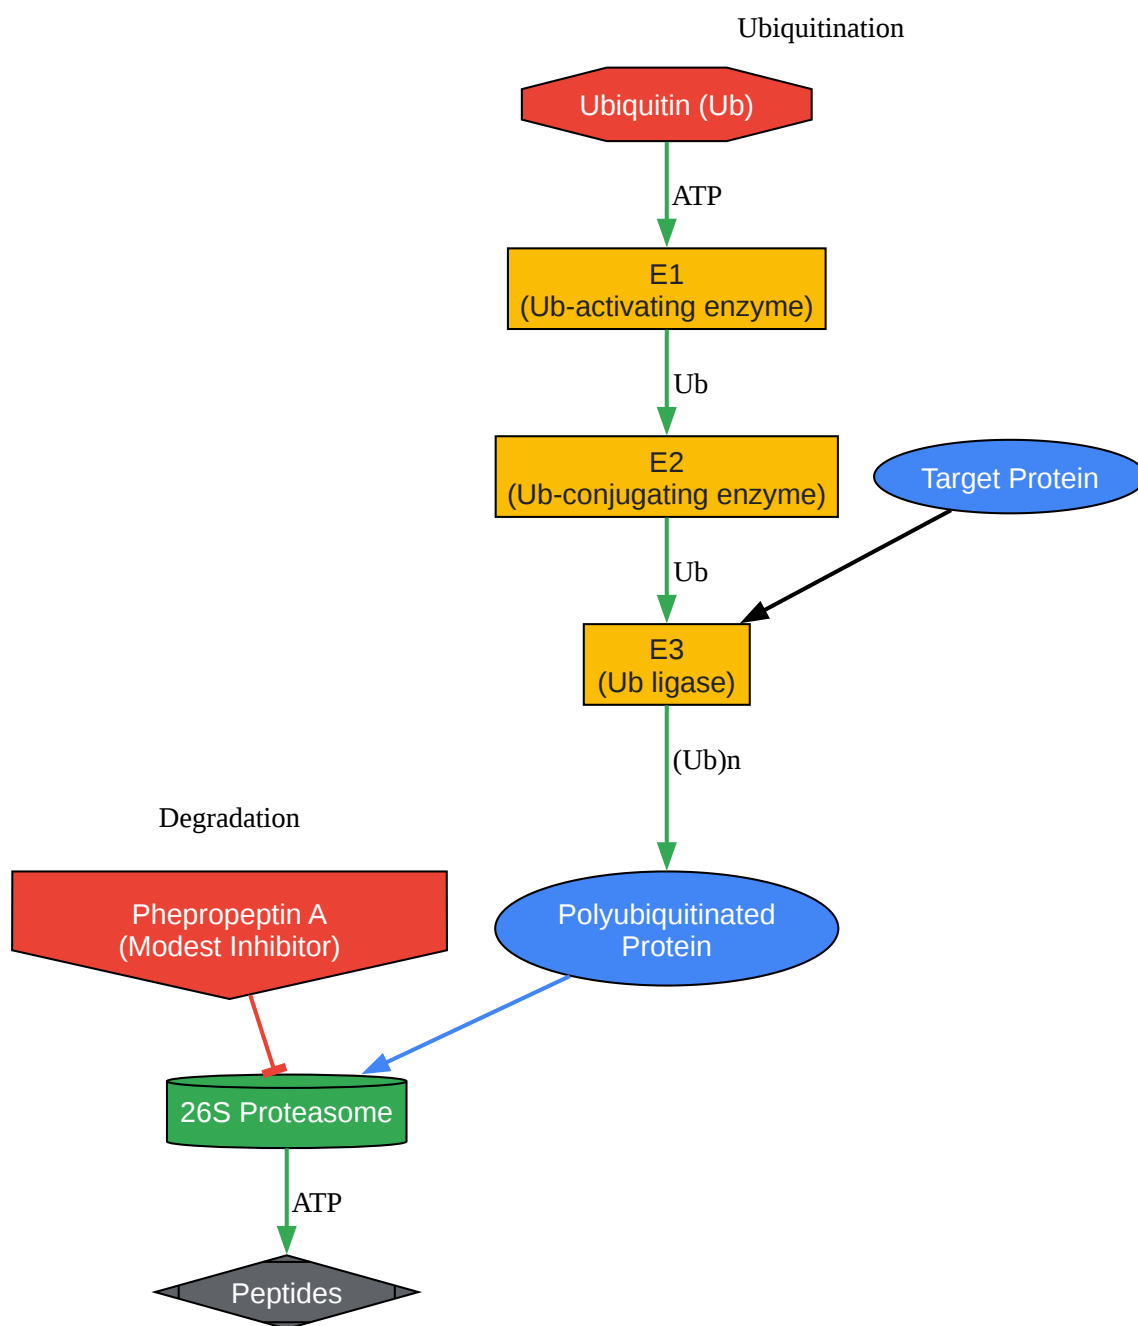 Ubiquitination
Ubiquitin (Ub)
ATP
E1
(Ub-activating enzyme)
Ub
E2
(Ub-conjugating enzyme)
Target Protein
Ub
E3
(Ub ligase)
(Ub)n
Degradation
Phepropeptin A
(Modest Inhibitor)
Polyubiquitinated
Protein
26S Proteasome
ATP
Peptides